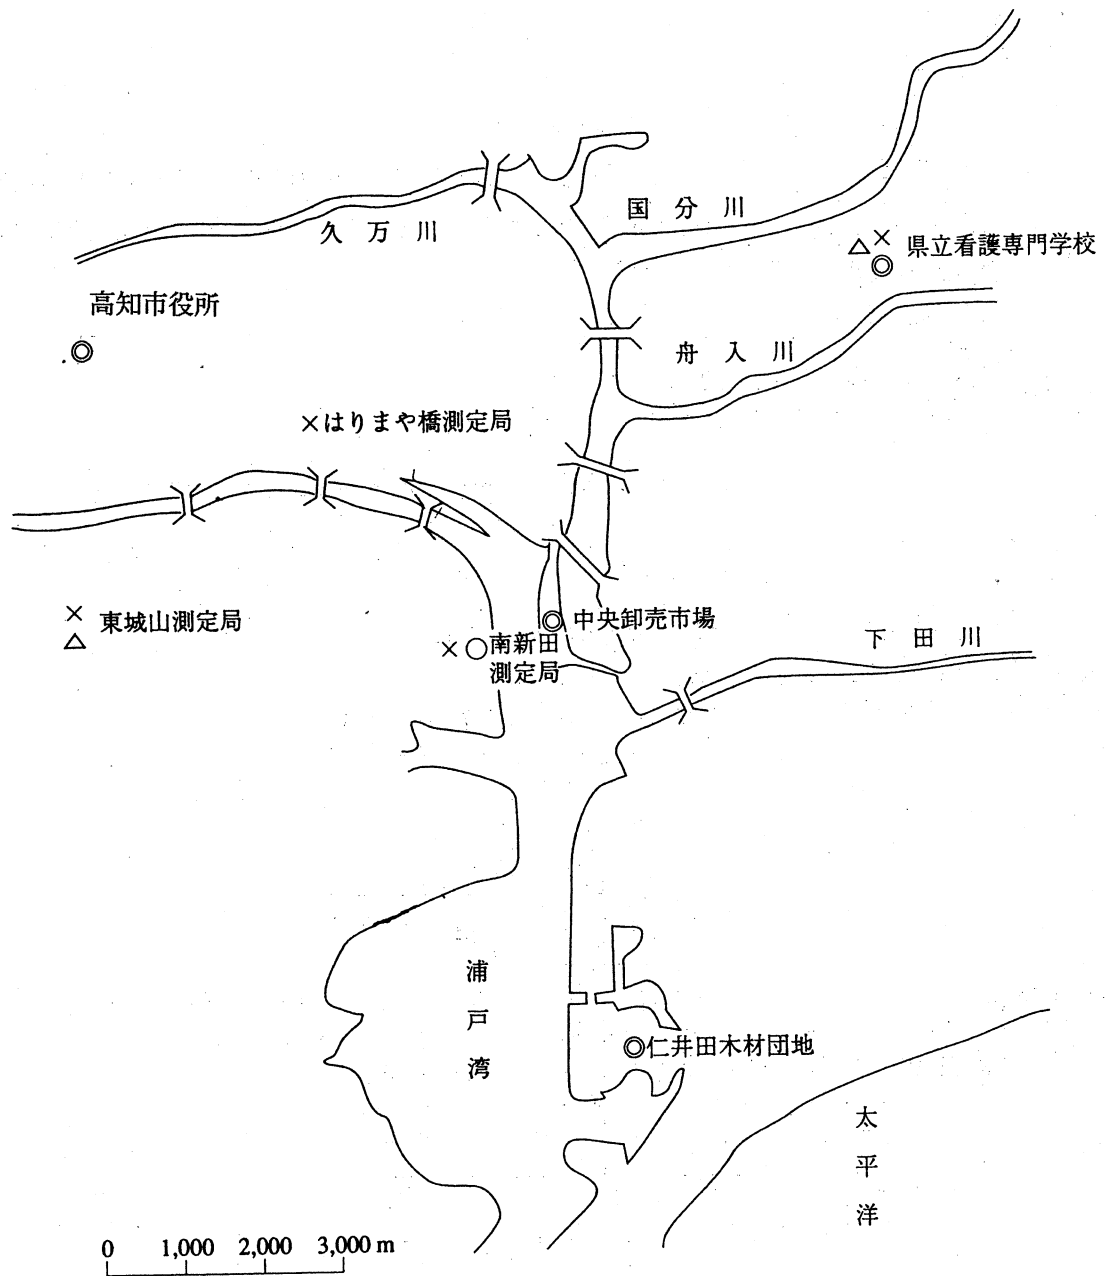 国分川
久万川
県立看護専門学校
高知市役所
舟入川
はりまや橋測定局
東城山測定局
中央卸売市場
南新田
測定局
下田川
浦戸湾
仁井田木材団地
太平洋
0 1,000 2,000 3,000 m